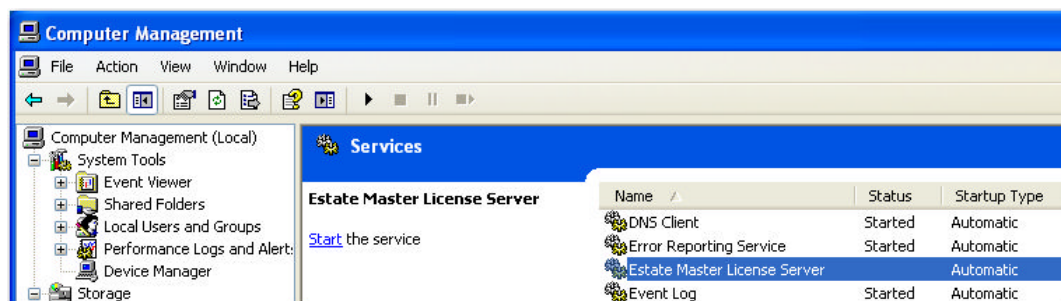 Computer Management
File Action View Window Help
Computer Management (Local)
System Tools
Event Viewer
Shared Folders
Local Users and Groups
Performance Logs and Alert:
Device Manager
Storage
Services
Estate Master License Server
Start the service
Name Status Startup Type
DNS Client Started Automatic
Error Reporting Service Started Automatic
Estate Master License Server Automatic
Event Log Started Automatic